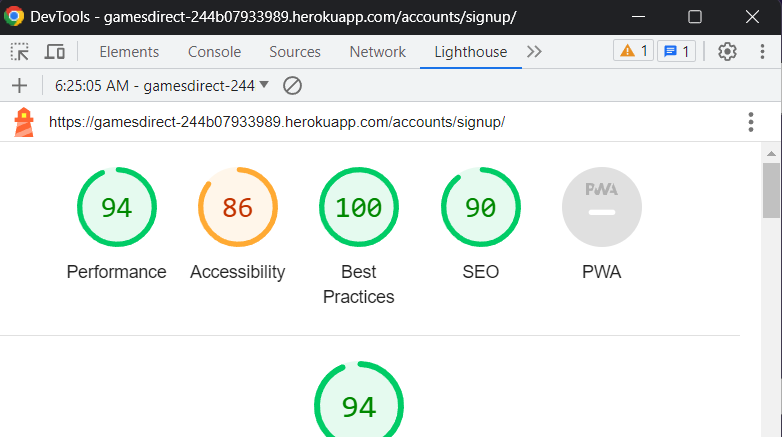 DevTools - gamesdirect-244b07933989.herokuapp.com/accounts/signup/
Elements Console Sources Network Lighthouse 1 1
6:25:05 AM - gamesdirect-244
https://gamesdirect-244b07933989.herokuapp.com/accounts/signup/
94 86 100 90 PWA
Performance Accessibility Best Practices SEO PWA
94